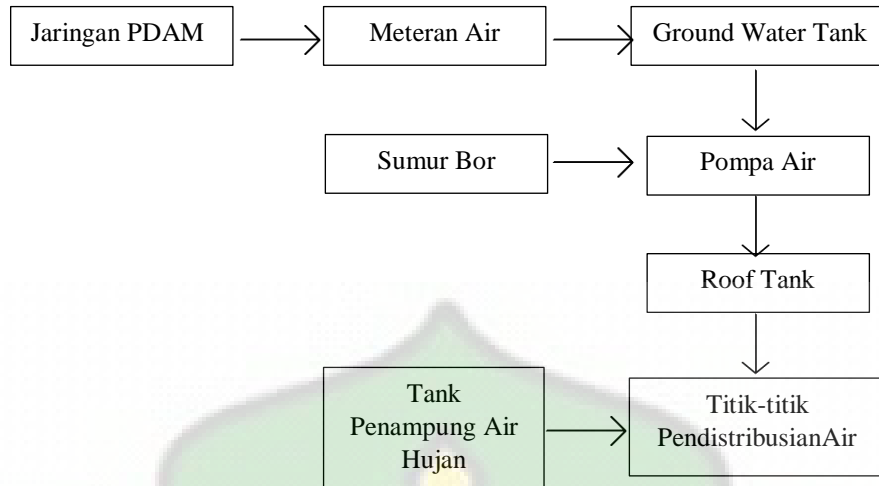 Jaringan PDAM
Meteran Air
Ground Water Tank
Sumur Bor
Pompa Air
Roof Tank
Tank
Penampung Air
Hujan
Titik-titik
PendistribusianAir